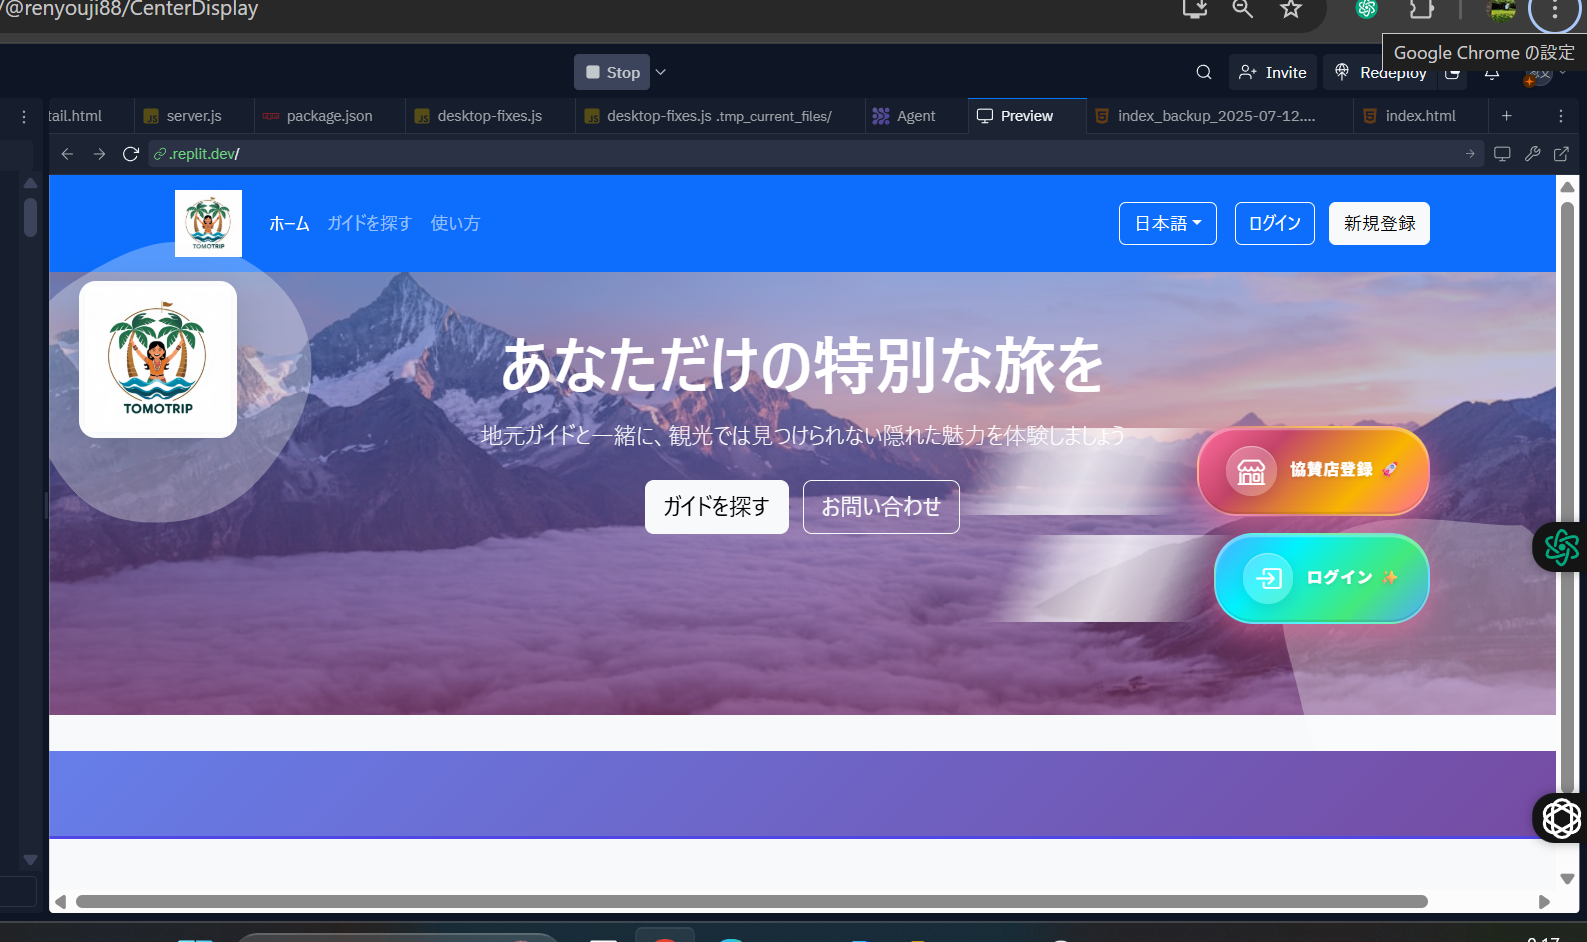 /@renyouji88/CenterDisplay
Google Chrome の設定
Stop
Invite
Redeploy
tail.html
server.js
package.json
desktop-fixes.js
desktop-fixes.js .tmp_current_files/
Agent
Preview
index_backup_2025-07-12....
index.html
.replit.dev/
TOMOTRIP
ホーム
ガイドを探す
使い方
日本語
ログイン
新規登録
TOMOTRIP
あなただけの特別な旅を
地元ガイドと一緒に、観光では見つけられない隠れた魅力を体験しましょう
ガイドを探す
お問い合わせ
協賛店登録 🚀
ログイン ✨